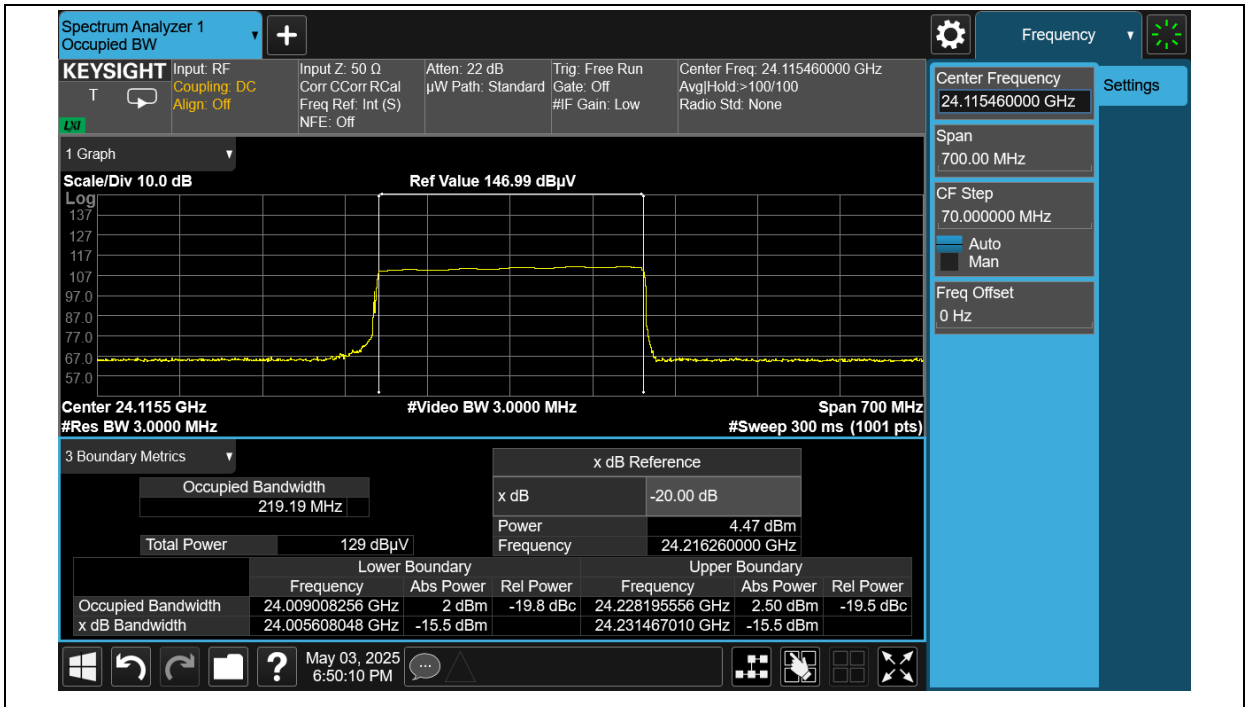 Spectrum Analyzer 1
Occupied BW
+
Frequency
KEYSIGHT
T
LXI
Input: RF
Coupling: DC
Align: Off
Input Z: 50 Ω
Corr CCorr RCal
Freq Ref: Int (S)
NFE: Off
Atten: 22 dB
µW Path: Standard
Trig: Free Run
Gate: Off
#IF Gain: Low
Center Freq: 24.115460000 GHz
Avg|Hold:>100/100
Radio Std: None
Center Frequency
24.115460000 GHz
Settings
Span
700.00 MHz
CF Step
70.000000 MHz
Auto
Man
Freq Offset
0 Hz
1 Graph
Scale/Div 10.0 dB
Ref Value 146.99 dBµV
Log
137
127
117
107
97.0
87.0
77.0
67.0
57.0
Center 24.1155 GHz
#Video BW 3.0000 MHz
Span 700 MHz
#Res BW 3.0000 MHz
#Sweep 300 ms (1001 pts)
3 Boundary Metrics
Occupied Bandwidth
219.19 MHz
Total Power 129 dBµV
x dB Reference
x dB -20.00 dB
Power 4.47 dBm
Frequency 24.216260000 GHz
Lower Boundary Upper Boundary
Frequency Abs Power Rel Power Frequency Abs Power Rel Power
Occupied Bandwidth 24.009008256 GHz 2 dBm -19.8 dBc 24.228195556 GHz 2.50 dBm -19.5 dBc
x dB Bandwidth 24.005608048 GHz -15.5 dBm 24.231467010 GHz -15.5 dBm
?
May 03, 2025
6:50:10 PM